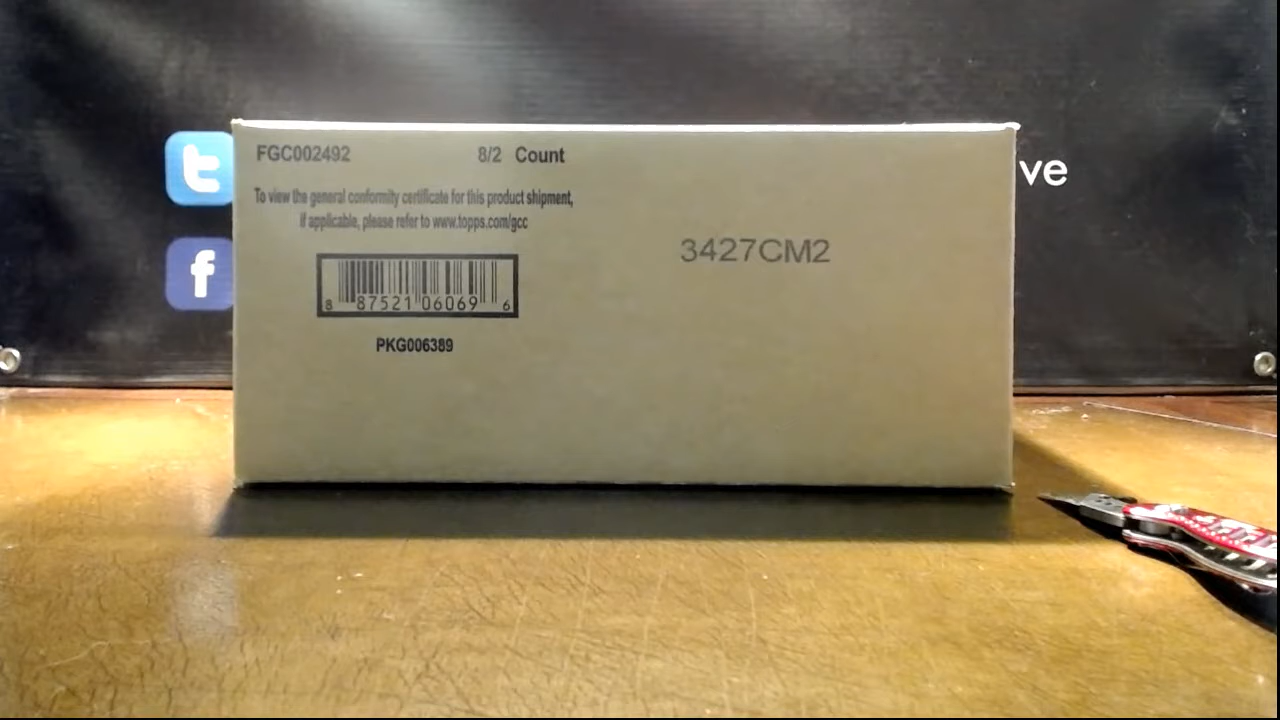 FGC002492 8/2 Count
To view the general conformity certificate for this product shipment,
if applicable, please refer to www.topps.com/gcc
3427CM2
8 87521 06069 6
PKG006389
t
f
ve